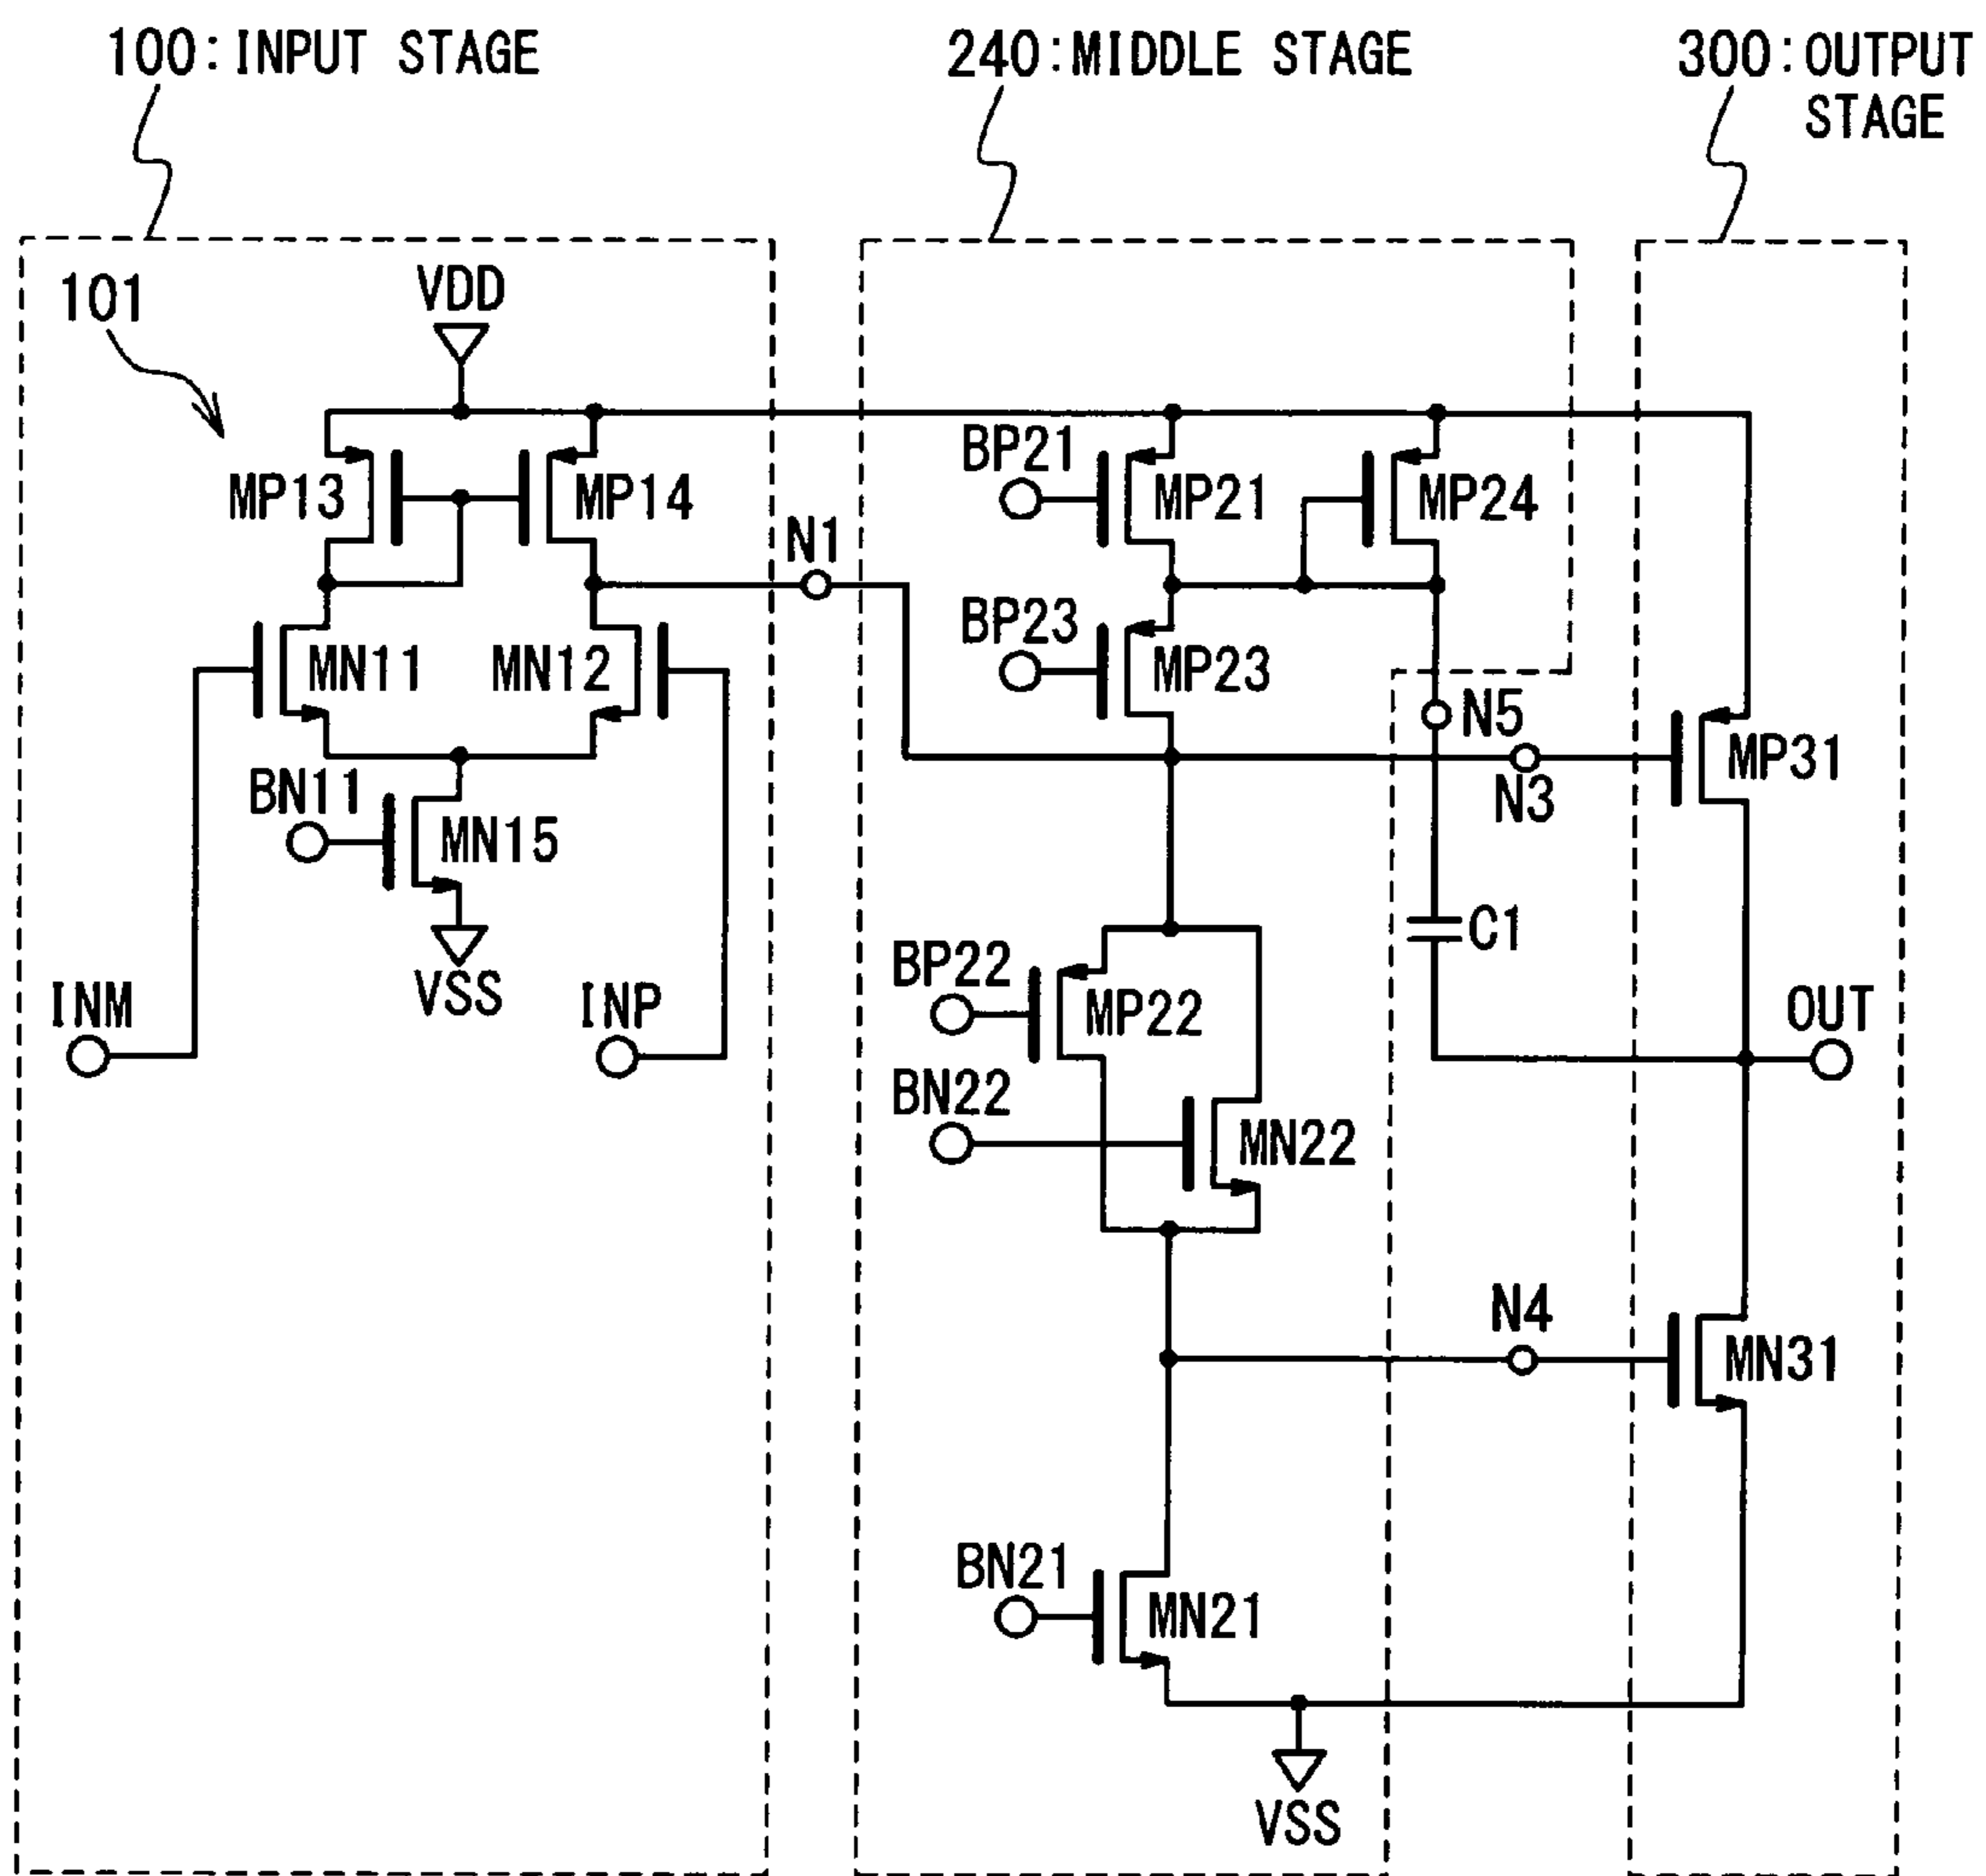 100:INPUT STAGE
240:MIDDLE STAGE
300:OUTPUT
STAGE
101
VDD
MP13
MP14
N1
BP21
MP21
MP24
BP23
MP23
MN11
MN12
N5
N3
MP31
BN11
MN15
VSS
INM
INP
C1
BP22
MP22
OUT
BN22
MN22
N4
MN31
BN21
MN21
VSS